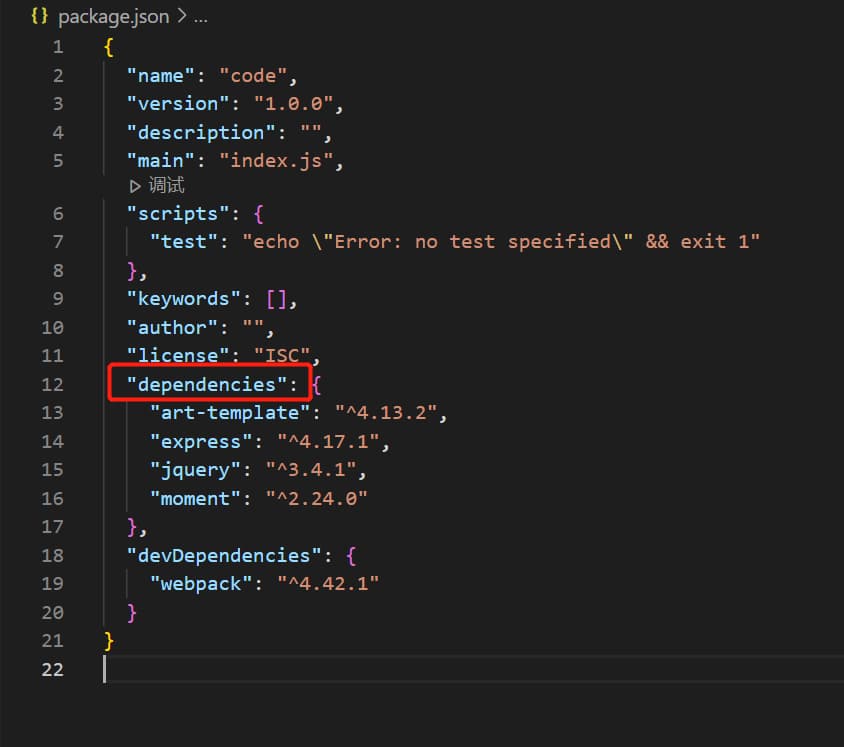 {} package.json > ...
1 {
2 "name": "code",
3 "version": "1.0.0",
4 "description": "",
5 "main": "index.js",
▷ 调试
6 "scripts": {
7 "test": "echo \"Error: no test specified\" && exit 1"
8 },
9 "keywords": [],
10 "author": "",
11 "license": "ISC",
12 "dependencies": {
13 "art-template": "^4.13.2",
14 "express": "^4.17.1",
15 "jquery": "^3.4.1",
16 "moment": "^2.24.0"
17 },
18 "devDependencies": {
19 "webpack": "^4.42.1"
20 }
21 }
22